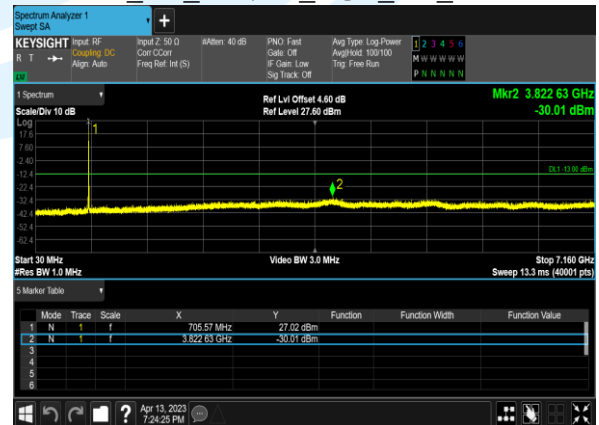 Spectrum Analyzer 1
Swept SA
+
KEYSIGHT Input: RF Input Z: 50 Ω #Atten: 40 dB PNO: Fast Avg Type: Log-Power 1 2 3 4 5 6
R T Coupling: DC Corr CCorr Gate: Off Avg|Hold: 100/100 M W W W W W
Align: Auto Freq Ref: Int (S) IF Gain: Low Trig: Free Run
Sig Track: Off P N N N N N
1 Spectrum Ref Lvl Offset 4.60 dB Mkr2 3.822 63 GHz
Scale/Div 10 dB Ref Level 27.60 dBm -30.01 dBm
Log
17.6
7.60
-2.40
-12.4
-22.4
-32.4
-42.4
-52.4
-62.4
1
DL1 -13.00 dBm
2
Start 30 MHz Video BW 3.0 MHz Stop 7.160 GHz
#Res BW 1.0 MHz Sweep 13.3 ms (40001 pts)
5 Marker Table
Mode Trace Scale X Y Function Function Width Function Value
1 N 1 f 705.57 MHz 27.02 dBm
2 N 1 f 3.822 63 GHz -30.01 dBm
3
4
5
6
? Apr 13, 2023
7:24:25 PM